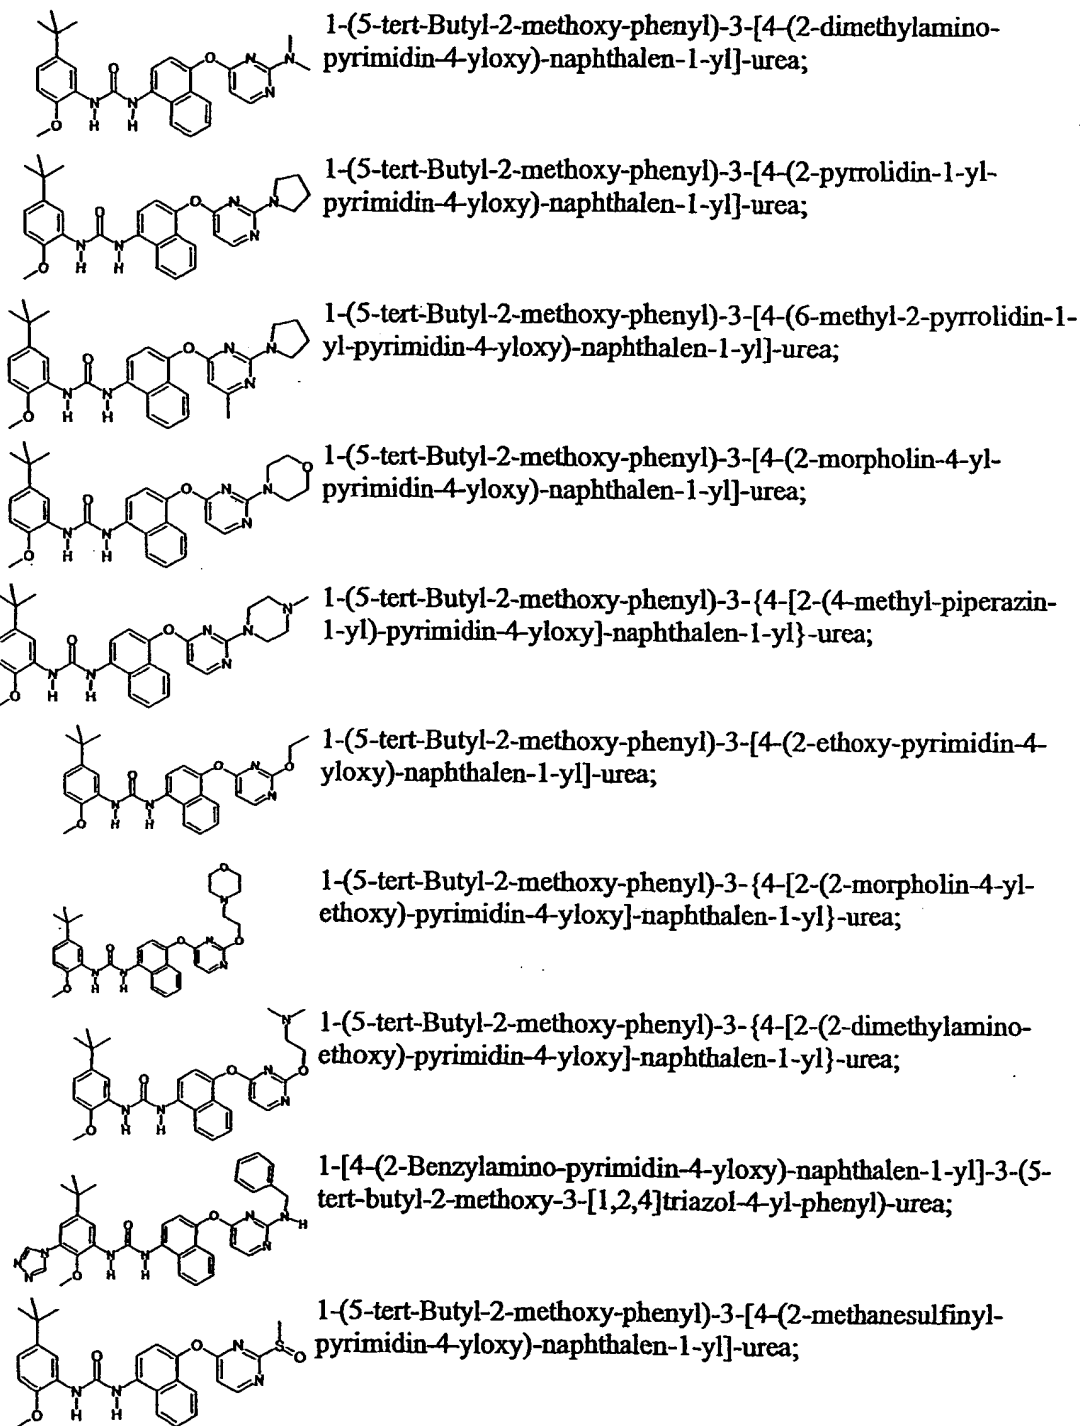 1-(5-tert-Butyl-2-methoxy-phenyl)-3-[4-(2-dimethylamino-
pyrimidin-4-yloxy)-naphthalen-1-yl]-urea;
1-(5-tert-Butyl-2-methoxy-phenyl)-3-[4-(2-pyrrolidin-1-yl-
pyrimidin-4-yloxy)-naphthalen-1-yl]-urea;
1-(5-tert-Butyl-2-methoxy-phenyl)-3-[4-(6-methyl-2-pyrrolidin-1-
yl-pyrimidin-4-yloxy)-naphthalen-1-yl]-urea;
1-(5-tert-Butyl-2-methoxy-phenyl)-3-[4-(2-morpholin-4-yl-
pyrimidin-4-yloxy)-naphthalen-1-yl]-urea;
1-(5-tert-Butyl-2-methoxy-phenyl)-3-{4-[2-(4-methyl-piperazin-
1-yl)-pyrimidin-4-yloxy]-naphthalen-1-yl}-urea;
1-(5-tert-Butyl-2-methoxy-phenyl)-3-[4-(2-ethoxy-pyrimidin-4-
yloxy)-naphthalen-1-yl]-urea;
1-(5-tert-Butyl-2-methoxy-phenyl)-3-{4-[2-(2-morpholin-4-yl-
ethoxy)-pyrimidin-4-yloxy]-naphthalen-1-yl}-urea;
1-(5-tert-Butyl-2-methoxy-phenyl)-3-{4-[2-(2-dimethylamino-
ethoxy)-pyrimidin-4-yloxy]-naphthalen-1-yl}-urea;
1-[4-(2-Benzylamino-pyrimidin-4-yloxy)-naphthalen-1-yl]-3-(5-
tert-butyl-2-methoxy-3-[1,2,4]triazol-4-yl-phenyl)-urea;
1-(5-tert-Butyl-2-methoxy-phenyl)-3-[4-(2-methanesulfinyl-
pyrimidin-4-yloxy)-naphthalen-1-yl]-urea;